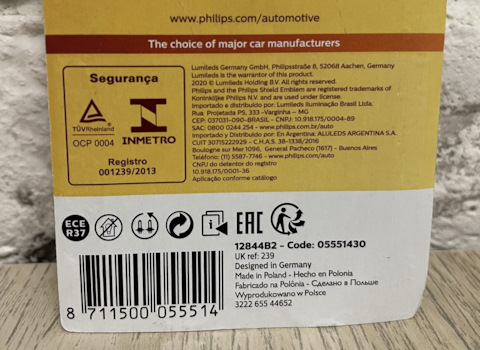 www.philips.com/automotive
The choice of major car manufacturers
Segurança
TÜVRheinland
OCP 0004
INMETRO
Registro
001239/2013
Lumileds Germany GmbH, Philipsstraße 8, 52068 Aachen, Germany
Lumileds is the warrantor of this product.
2020 © Lumileds Holding B.V. All rights reserved.
Philips and the Philips Shield Emblem are registered trademarks of
Koninklijke Philips N.V. and are used under license.
Importado e distribuído por: Lumileds Iluminação Brasil Ltda.
Rua Projetada PS, 333 -Varginha – MG
CEP: 37031-090-BRASIL - CNPJ: 10.918.175/0004-89
SAC: 0800 0244 254 - www.philips.com.br/auto
Importado y distribuido por: En Argentina: ALULEDS ARGENTINA S.A.
CUIT 30715222929 - C.H.A.S. 38-1338/2016
Boulogne sur Mer 1096, General Pacheco (1617) - Buenos Aires
Teléfono: (11) 5587-7746 - www.philips.com.ar/auto
CNPJ do detentor do registro
10.918.175/0001-36
Aplicação conforme catálogo
ECE
R37
EAC
12844B2 - Code: 05551430
UK ref: 239
Designed in Germany
Made in Poland - Hecho en Polonia
Fabricado na Polônia - Сделано в Польше
Wyprodukowano w Polsce
3222 655 44652
8 711500 055514